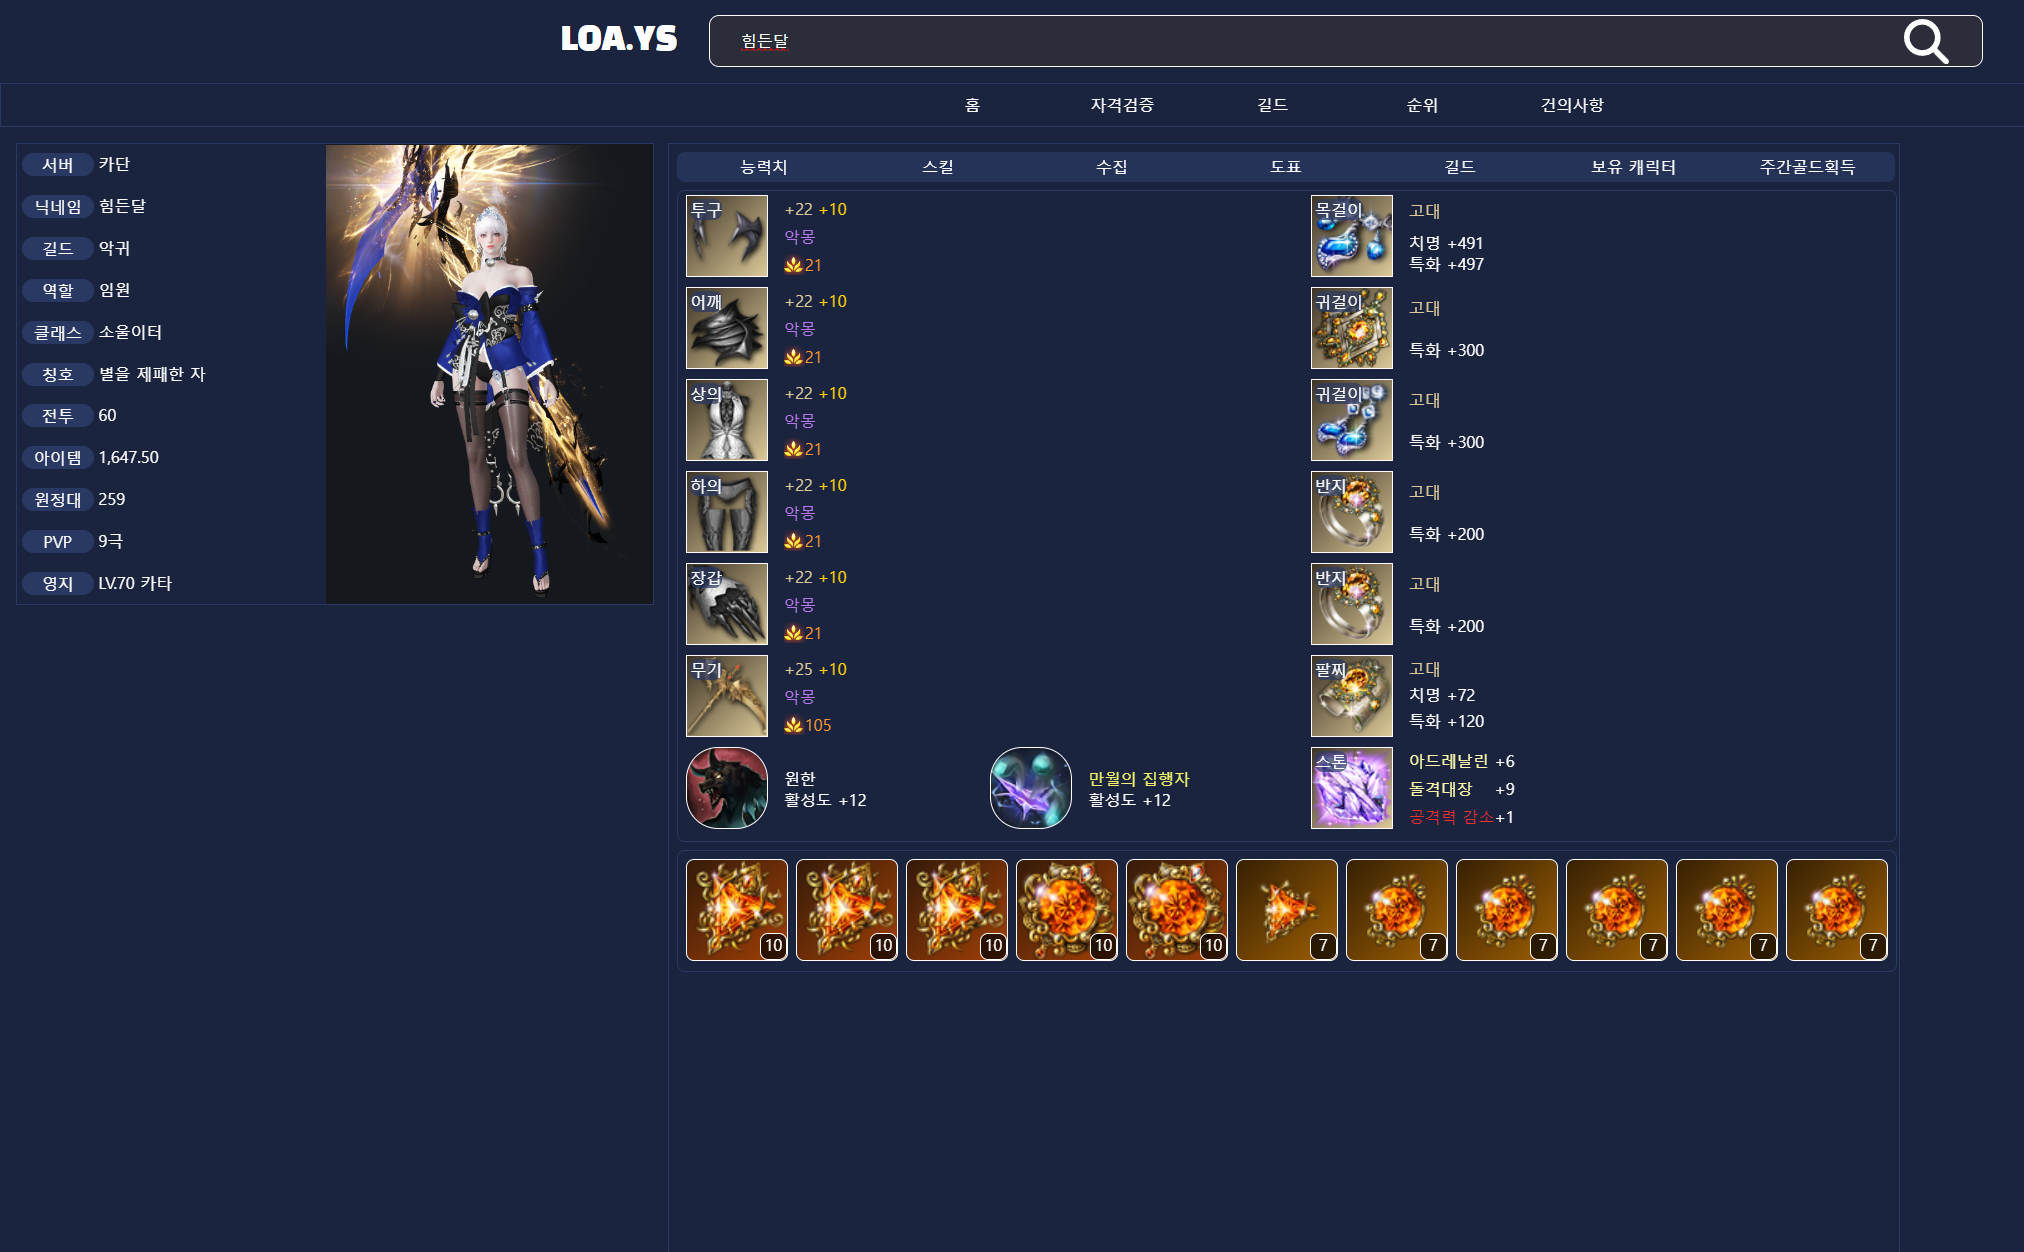 LOA.YS
힘든달
홈 자격검증 길드 순위 건의사항
서버 카단
닉네임 힘든달
길드 악귀
역할 임원
클래스 소울이터
칭호 별을 제패한 자
전투 60
아이템 1,647.50
원정대 259
PVP 9극
영지 LV.70 카타
능력치 스킬 수집 도표 길드 보유 캐릭터 주간골드획득
투구 +22 +10
악몽
21
어깨 +22 +10
악몽
21
상의 +22 +10
악몽
21
하의 +22 +10
악몽
21
장갑 +22 +10
악몽
21
무기 +25 +10
악몽
105
원한
활성도 +12
만월의 집행자
활성도 +12
목걸이 고대
치명 +491
특화 +497
귀걸이 고대
특화 +300
귀걸이 고대
특화 +300
반지 고대
특화 +200
반지 고대
특화 +200
팔찌 고대
치명 +72
특화 +120
스톤 아드레날린 +6
돌격대장 +9
공격력 감소+1
10 10 10 10 10 7 7 7 7 7 7